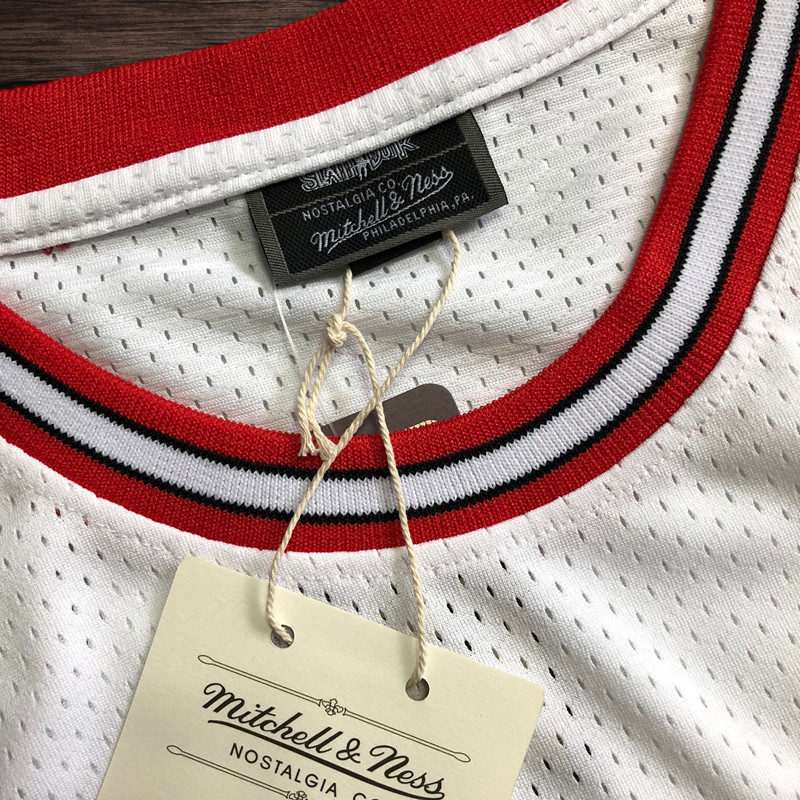 SLAM DUNK
NOSTALGIA CO.
Mitchell & Ness
PHILADELPHIA, PA.
Mitchell & Ness
NOSTALGIA CO.